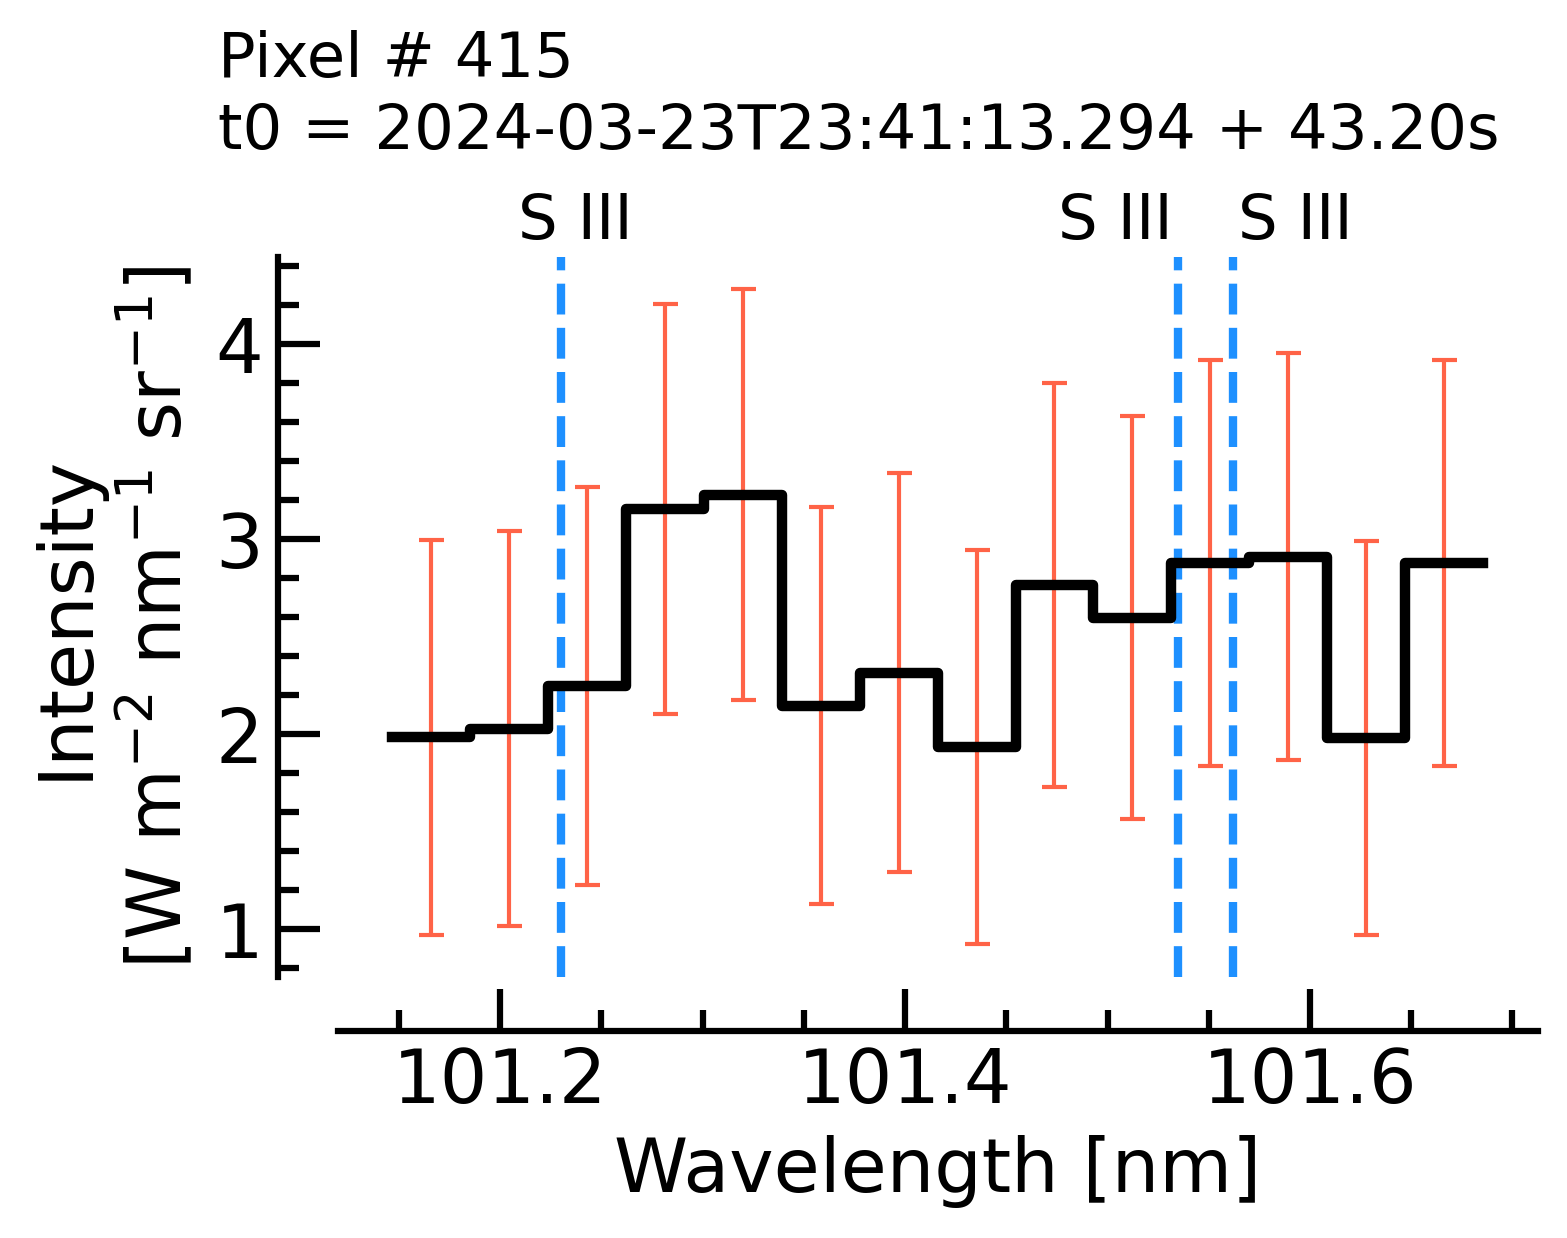 Pixel # 415
t0 = 2024-03-23T23:41:13.294 + 43.20s
S III S III S III
Intensity
[W m⁻² nm⁻¹ sr⁻¹]
4
3
2
1
101.2 101.4 101.6
Wavelength [nm]